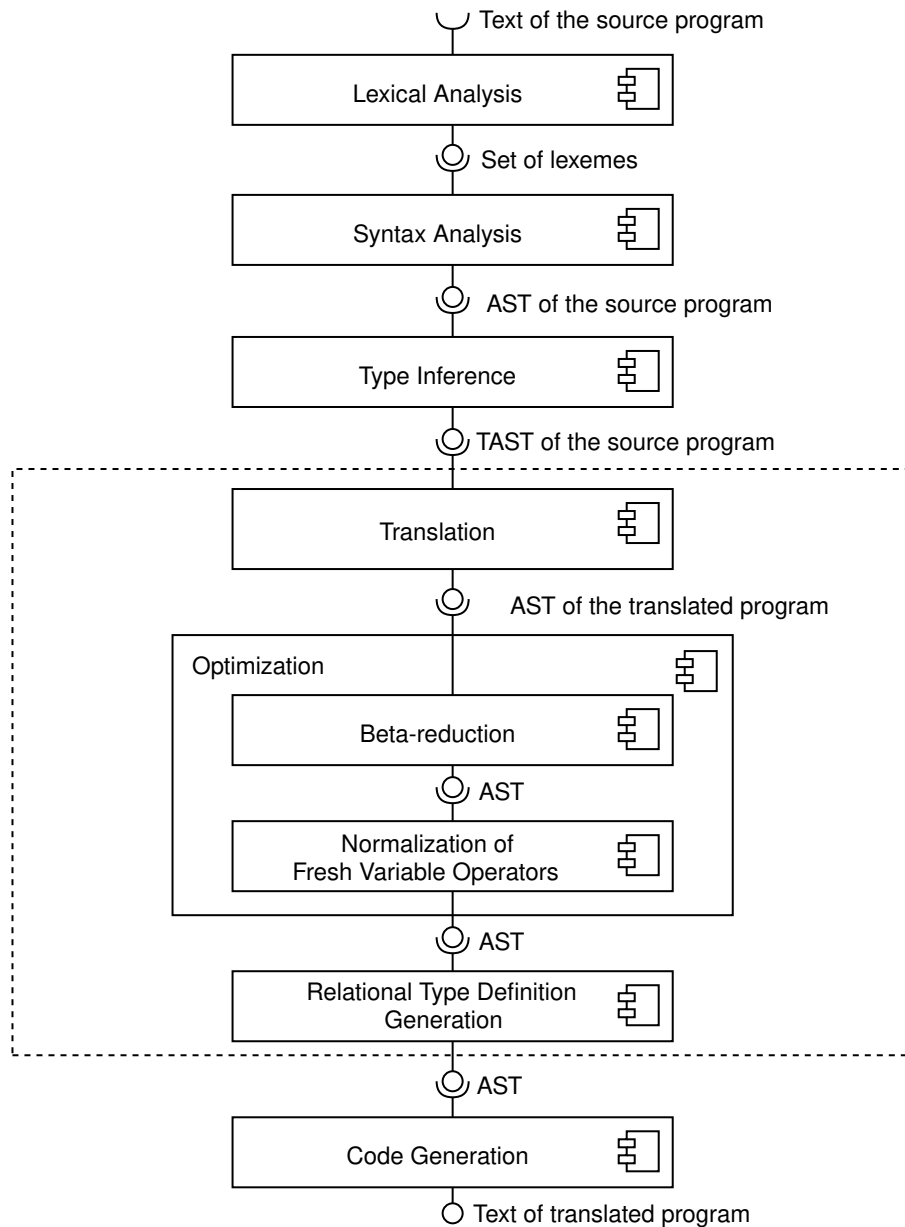 Text of the source program
Lexical Analysis
Set of lexemes
Syntax Analysis
AST of the source program
Type Inference
TAST of the source program
Translation
AST of the translated program
Optimization
Beta-reduction
AST
Normalization of
Fresh Variable Operators
AST
Relational Type Definition
Generation
AST
Code Generation
Text of translated program